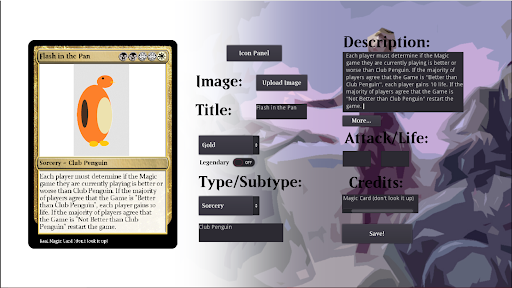 Flash in the Pan
Sorcery - Club Penguin
Each player must determine if the Magic
game they are currently playing is better or
worse than Club Penguin. If the majority
of players agree that the Game is "Better
than Club Penguin", each player gains 10
life. If the majority of players agree that
the Game is "Not Better than Club
Penguin" restart the game.
Real Magic Card (don't look it up)
Icon Panel
Image:
Upload Image
Title:
Flash in the Pan
Gold
Legendary
OFF
Type/Subtype:
Sorcery
Club Penguin
Description:
Each player must determine if the Magic
game they are currently playing is better or
worse than Club Penguin. If the majority of
players agree that the Game is "Better than
Club Penguin", each player gains 10 life. If the
majority of players agree that the Game is
"Not Better than Club Penguin" restart the
game.
More...
Attack/Life:
Credits:
Magic Card (don't look it up)
Save!